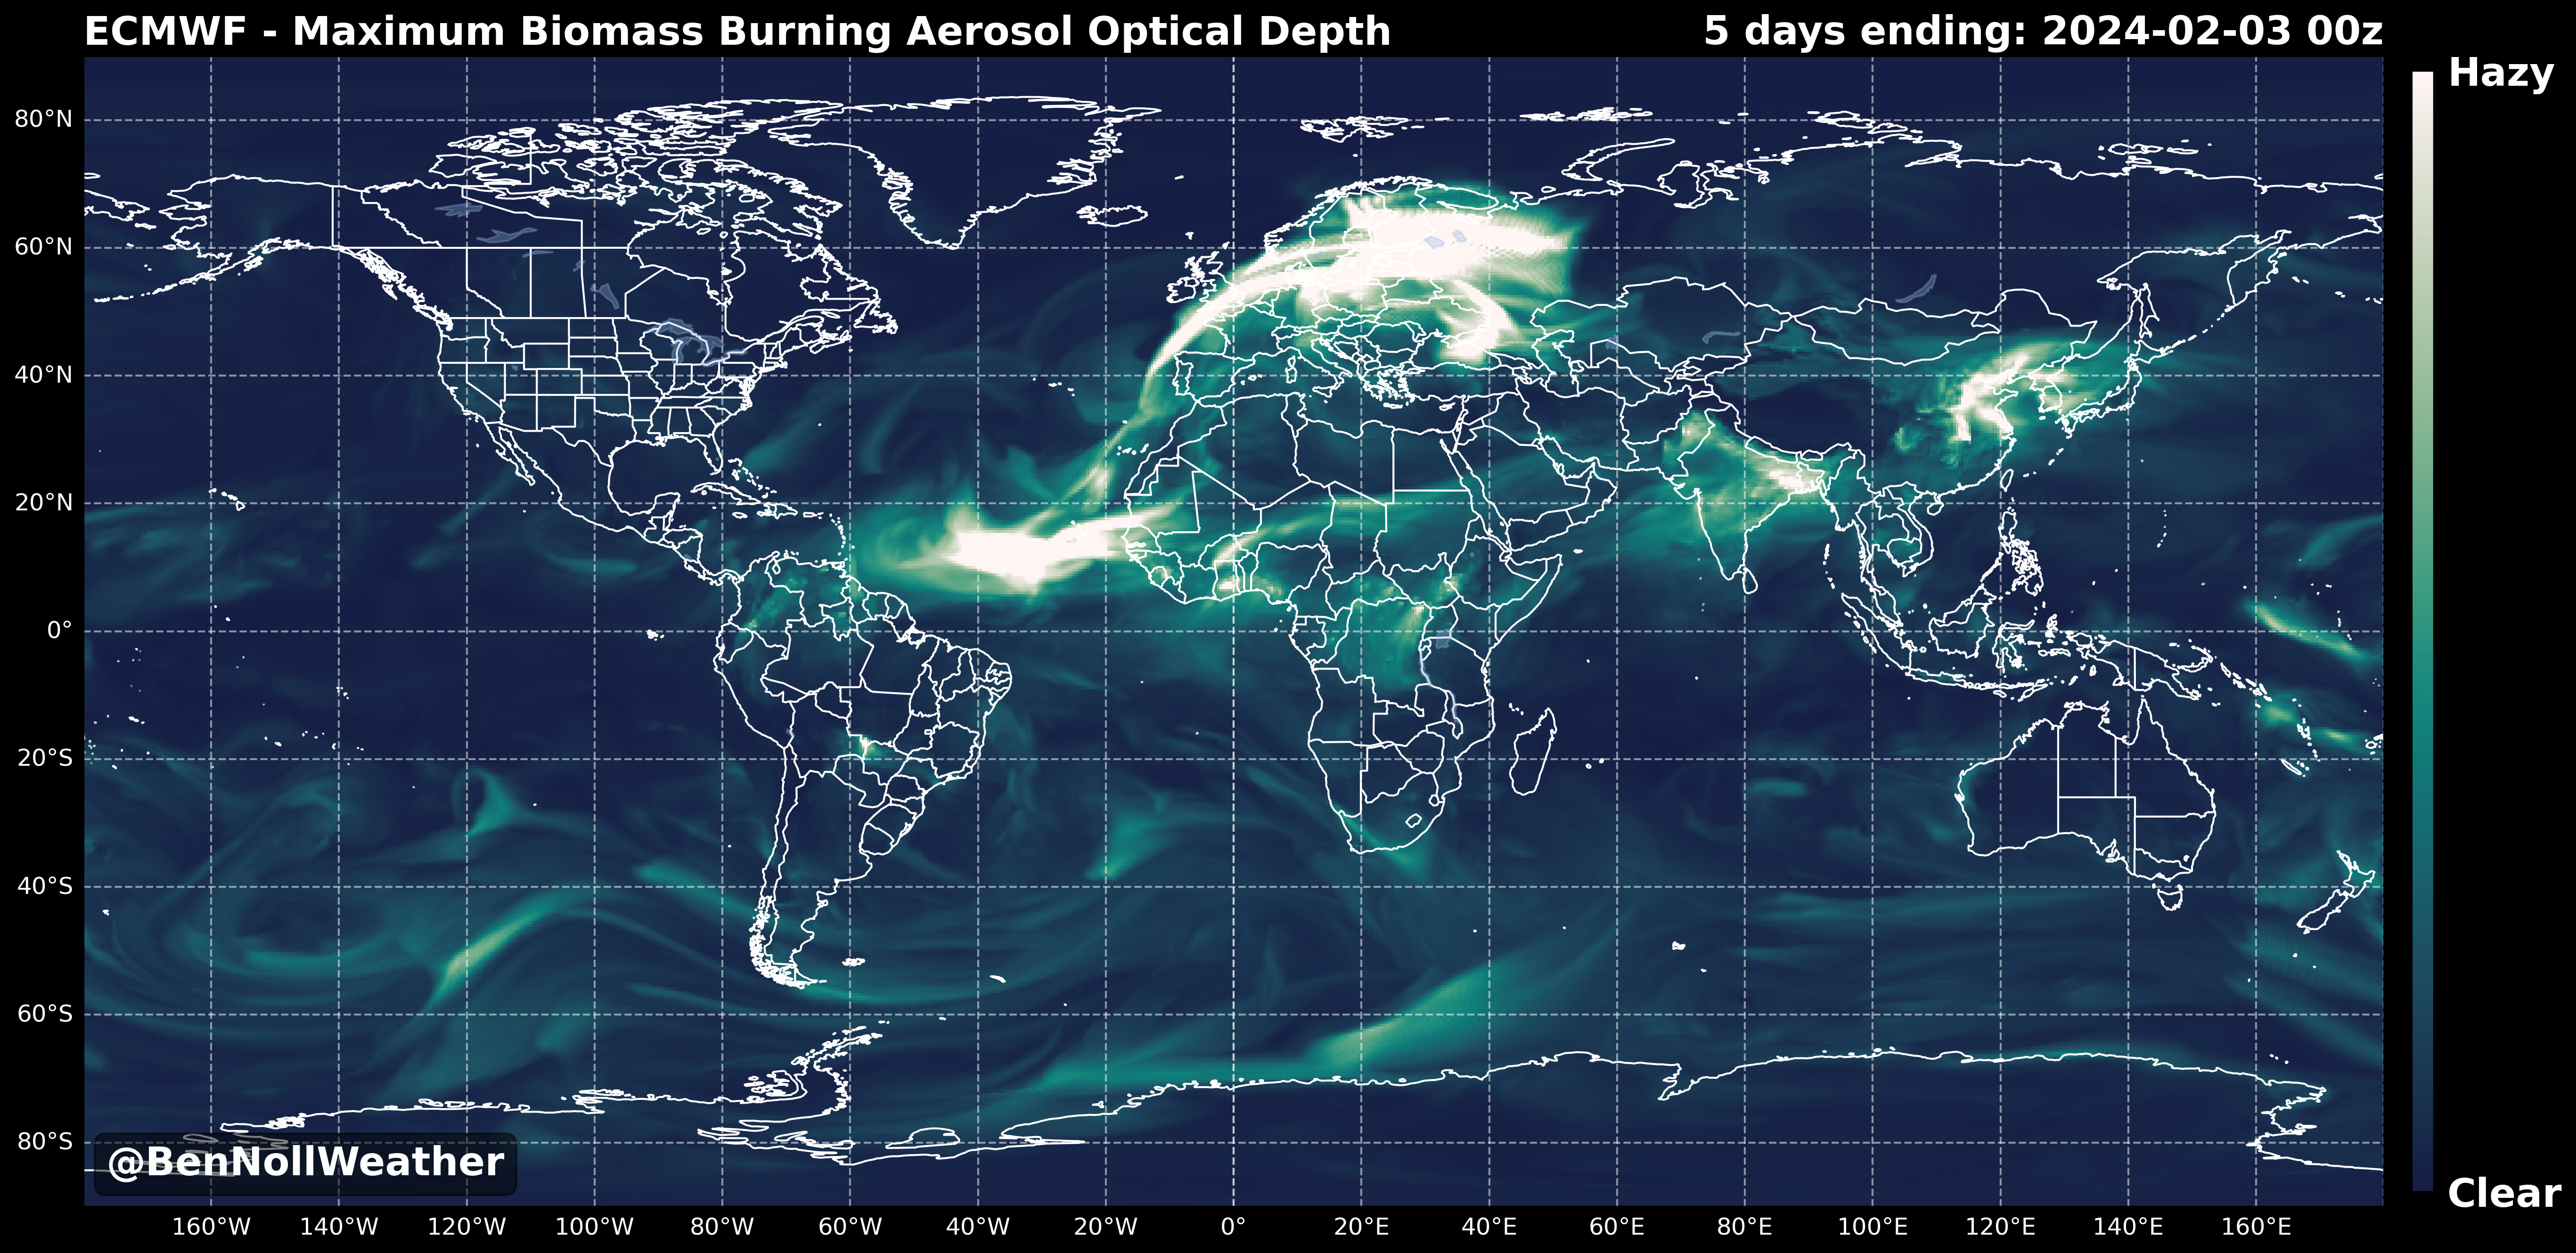 ECMWF - Maximum Biomass Burning Aerosol Optical Depth
5 days ending: 2024-02-03 00z
Hazy
80°N
60°N
40°N
20°N
0°
20°S
40°S
60°S
80°S
@BenNollWeather
Clear
160°W 140°W 120°W 100°W 80°W 60°W 40°W 20°W 0° 20°E 40°E 60°E 80°E 100°E 120°E 140°E 160°E